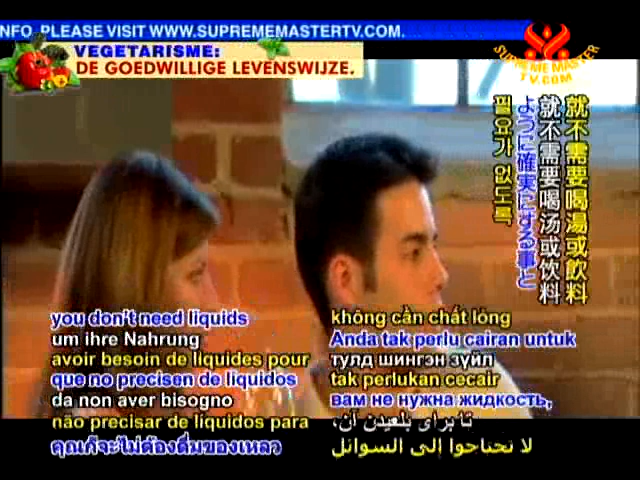 NFO, PLEASE VISIT WWW.SUPREMEMASTERTV.COM.
VEGETARISME:
DE GOEDWILLIGE LEVENSWIJZE.
SUPREME MASTER
TV.COM
就不需要喝湯或飲料
就不需要喝汤或饮料
ように確実にする事と
필요가 없도록
you don't need liquids
um ihre Nahrung
avoir besoin de liquides pour
que no precisen de líquidos
da non aver bisogno
não precisar de líquidos para
คุณก็จะไม่ต้องดื่มของเหลว
không cần chất lỏng
Anda tak perlu cairan untuk
тулд шингэн зүйл
tak perlukan cecair
вам не нужна жидкость,
تا برای بلعیدن آن،
لا تحتاجوا إلى السوائل